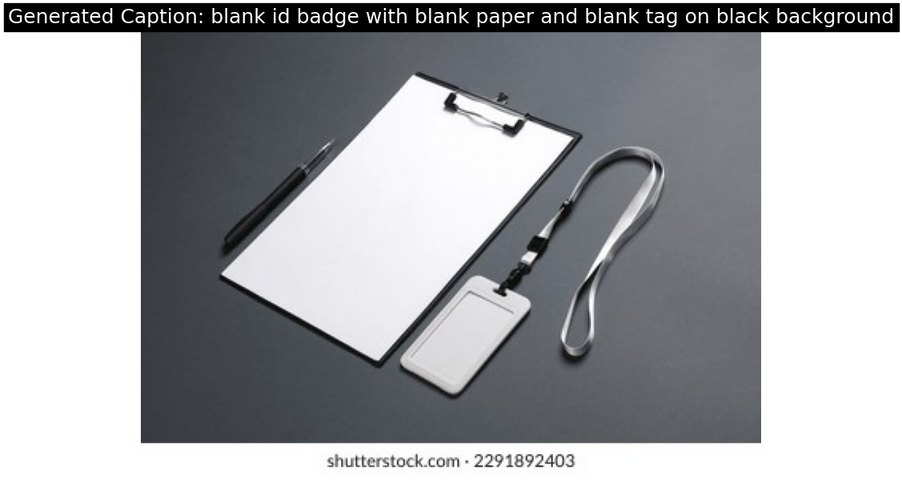 Generated Caption: blank id badge with blank paper and blank tag on black background
shutterstock.com · 2291892403